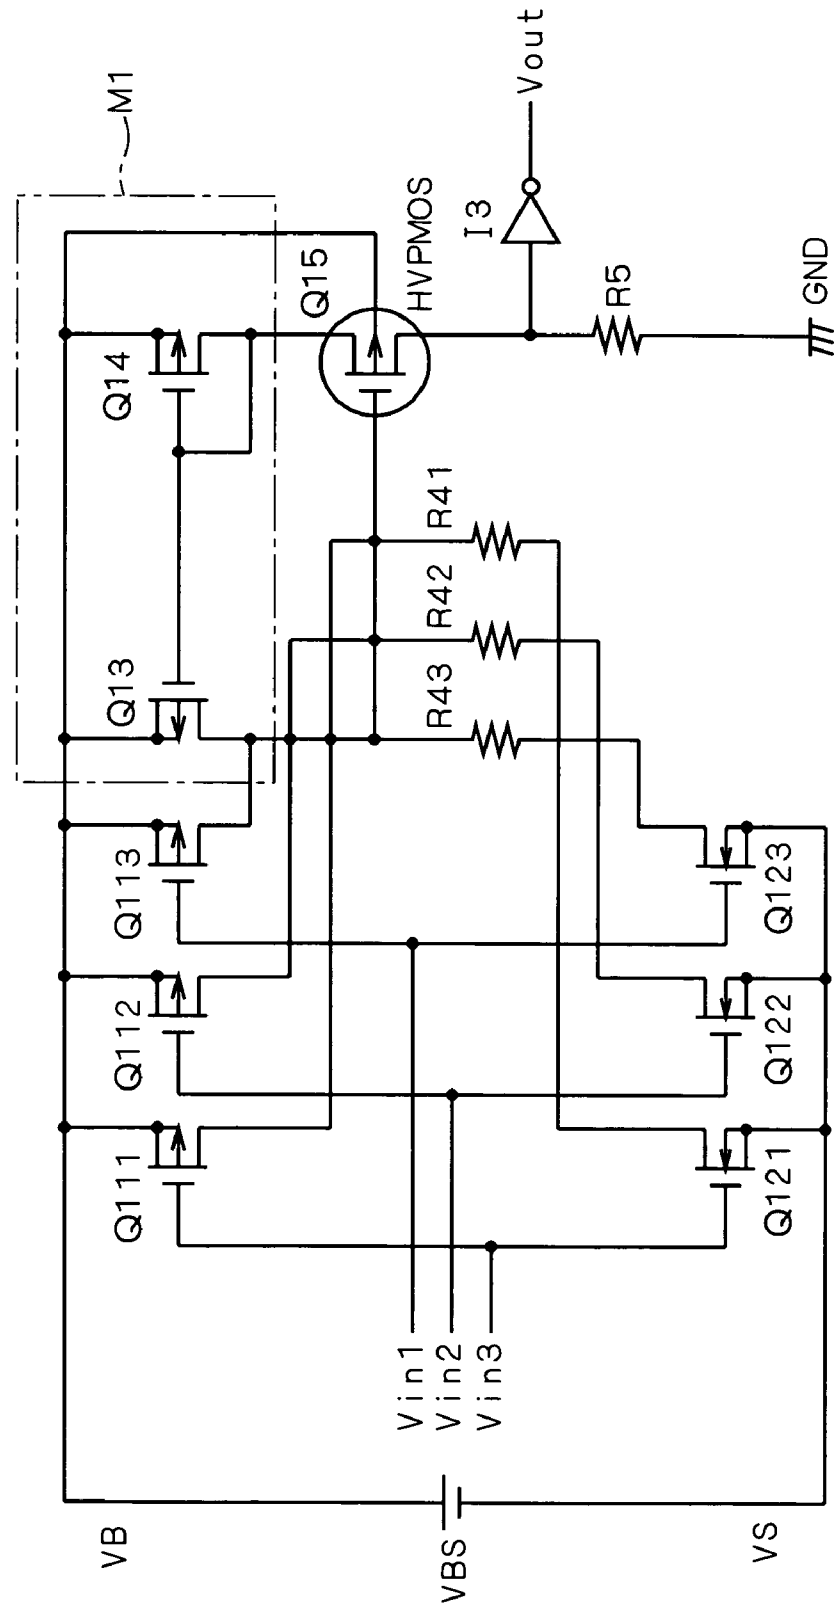 M1
Vout
VB
Q111
Q112
Q113
Q13
Q14
Q15
HVPMOS
I3
VBS
Vin1
Vin2
Vin3
R43
R42
R41
R5
GND
VS
Q121
Q122
Q123